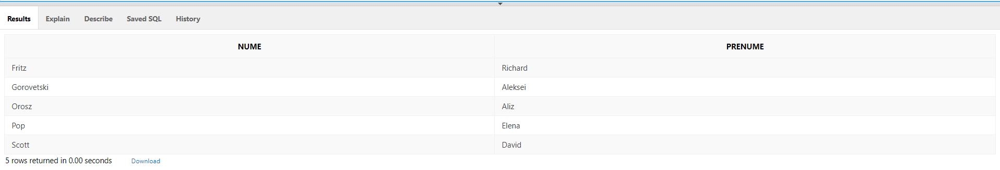 Results Explain Describe Saved SQL History
NUME PRENUME
Fritz Richard
Gorovetski Aleksei
Orosz Aliz
Pop Elena
Scott David
5 rows returned in 0.00 seconds Download